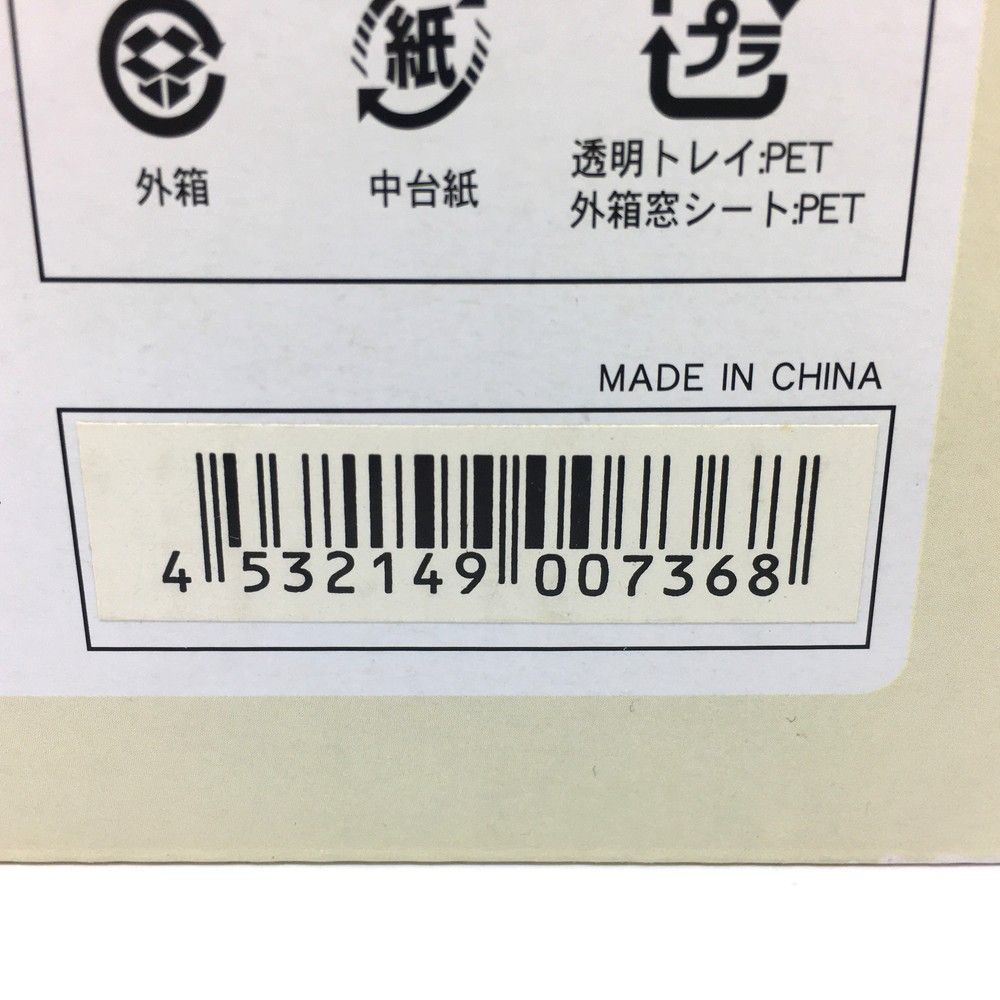 紙
プラ
外箱
中台紙
透明トレイ:PET
外箱窓シート:PET
MADE IN CHINA
4 532149 007368